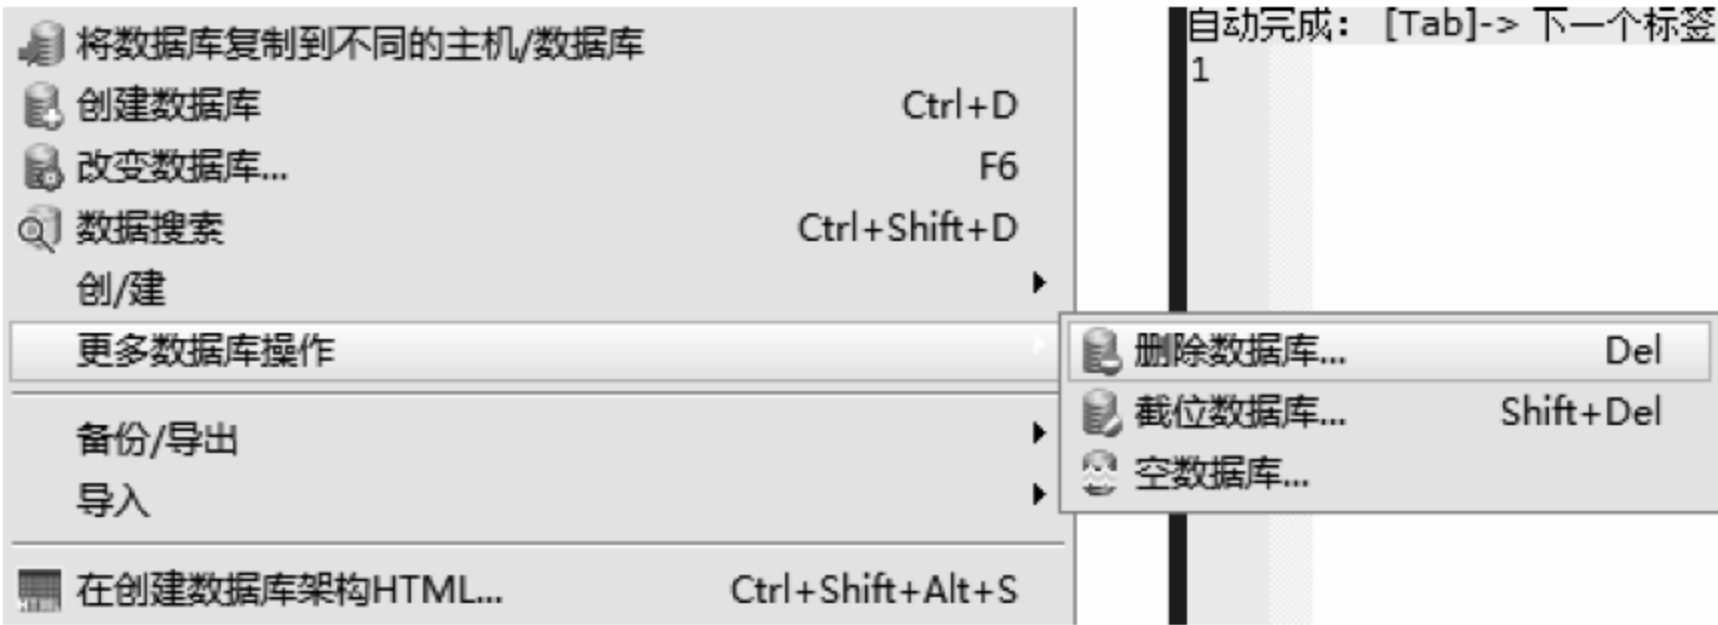 将数据库复制到不同的主机/数据库
创建数据库 Ctrl+D
改变数据库... F6
数据搜索 Ctrl+Shift+D
创/建
更多数据库操作
备份/导出
导入
在创建数据库架构HTML... Ctrl+Shift+Alt+S
删除数据库... Del
截位数据库... Shift+Del
空数据库...
自动完成： [Tab]-> 下一个标签
1